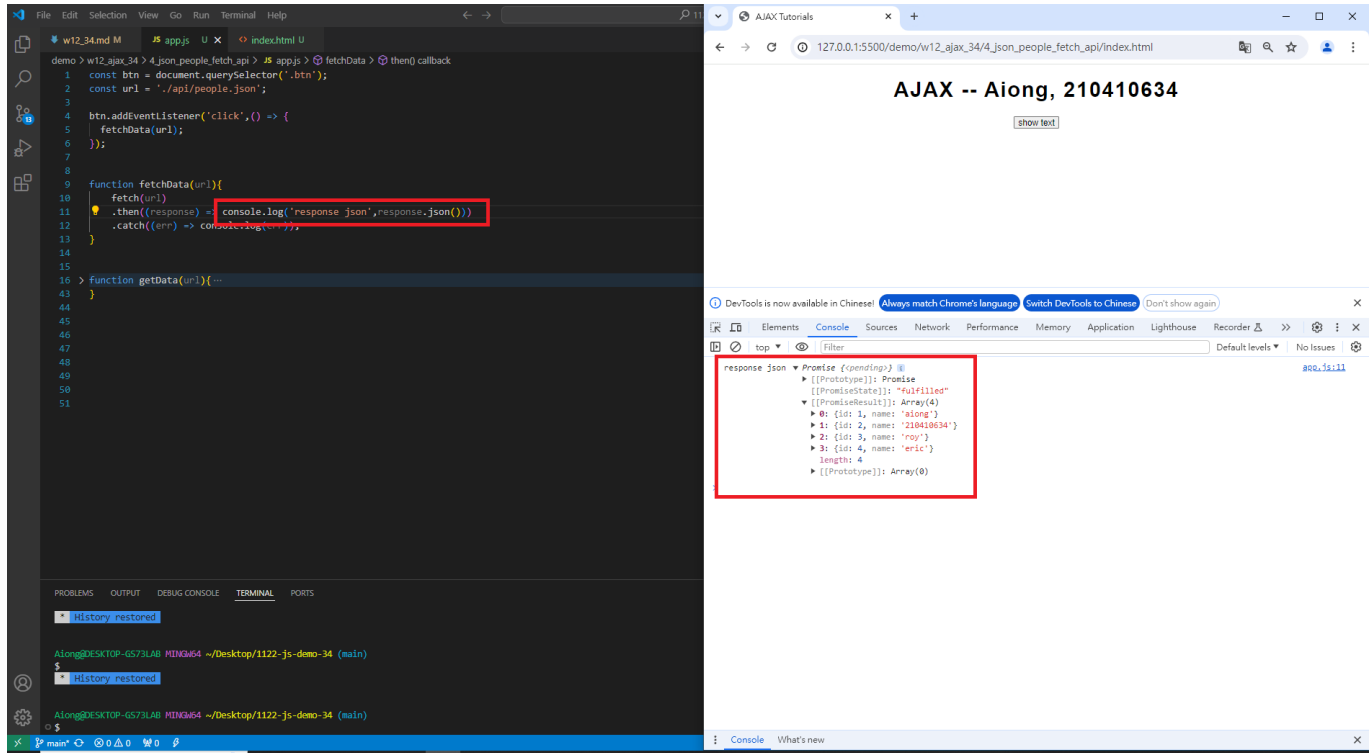 File Edit Selection View Go Run Terminal Help
w12_34.md M JS app.js U index.html U
demo > w12_ajax_34 > 4_json_people_fetch_api > JS app.js > fetchData > then() callback
1 const btn = document.querySelector('.btn');
2 const url = './api/people.json';
3
4 btn.addEventListener('click',() => {
5 fetchData(url);
6 });
7
8
9 function fetchData(url){
10 fetch(url)
11 .then((response) => console.log('response json',response.json()))
12 .catch((err) => console.log(err));
13 }
14
15
16 > function getData(url){ ···
43 }
44
45
46
47
48
49
50
51
13
PROBLEMS OUTPUT DEBUG CONSOLE TERMINAL PORTS
* History restored
Aiong@DESKTOP-GS73LAB MINGW64 ~/Desktop/1122-js-demo-34 (main)
$
* History restored
Aiong@DESKTOP-GS73LAB MINGW64 ~/Desktop/1122-js-demo-34 (main)
$
main* 0 0 0
AJAX Tutorials
127.0.0.1:5500/demo/w12_ajax_34/4_json_people_fetch_api/index.html
AJAX -- Aiong, 210410634
show text
DevTools is now available in Chinese! Always match Chrome's language Switch DevTools to Chinese Don't show again
Elements Console Sources Network Performance Memory Application Lighthouse Recorder
top Filter Default levels No Issues
response json Promise {<pending>} app.js:11
[[Prototype]]: Promise
[[PromiseState]]: "fulfilled"
[[PromiseResult]]: Array(4)
0: {id: 1, name: 'aiong'}
1: {id: 2, name: '210410634'}
2: {id: 3, name: 'roy'}
3: {id: 4, name: 'eric'}
length: 4
[[Prototype]]: Array(0)
Console What's new